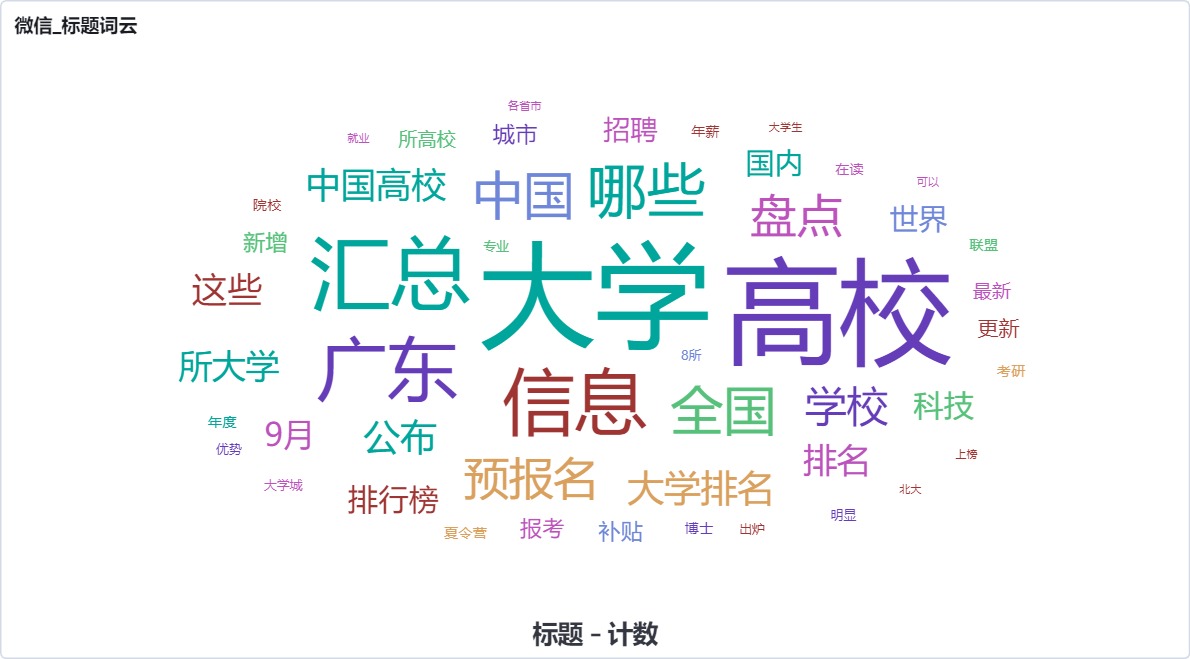 微信_标题词云
各省市
就业
所高校
城市
招聘
年薪
大学生
中国高校
中国
哪些
国内
在读
可以
院校
盘点
世界
新增
汇总
专业
大学
高校
联盟
这些
最新
更新
广东
8所
所大学
信息
全国
学校
科技
考研
年度
9月
公布
优势
排名
上榜
大学城
排行榜
预报名
大学排名
北大
夏令营
报考
补贴
博士
出炉
明显
标题 - 计数